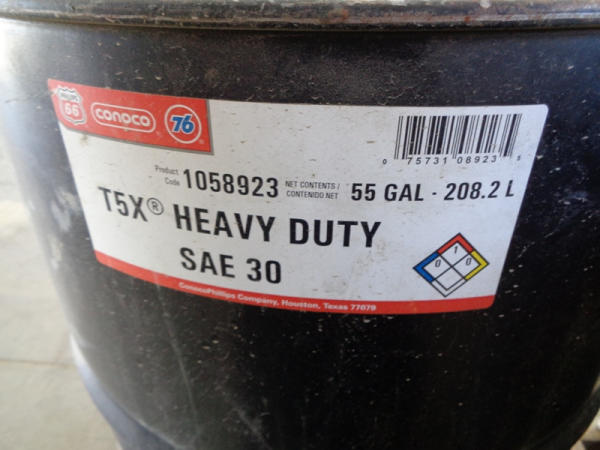 PHILLIPS 66 CONOCO 76
0 75731 08923 5
Product Code 1058923 NET CONTENTS / CONTENIDO NET 55 GAL - 208.2 L
T5X® HEAVY DUTY
SAE 30
1
0 0
ConocoPhillips Company, Houston, Texas 77079